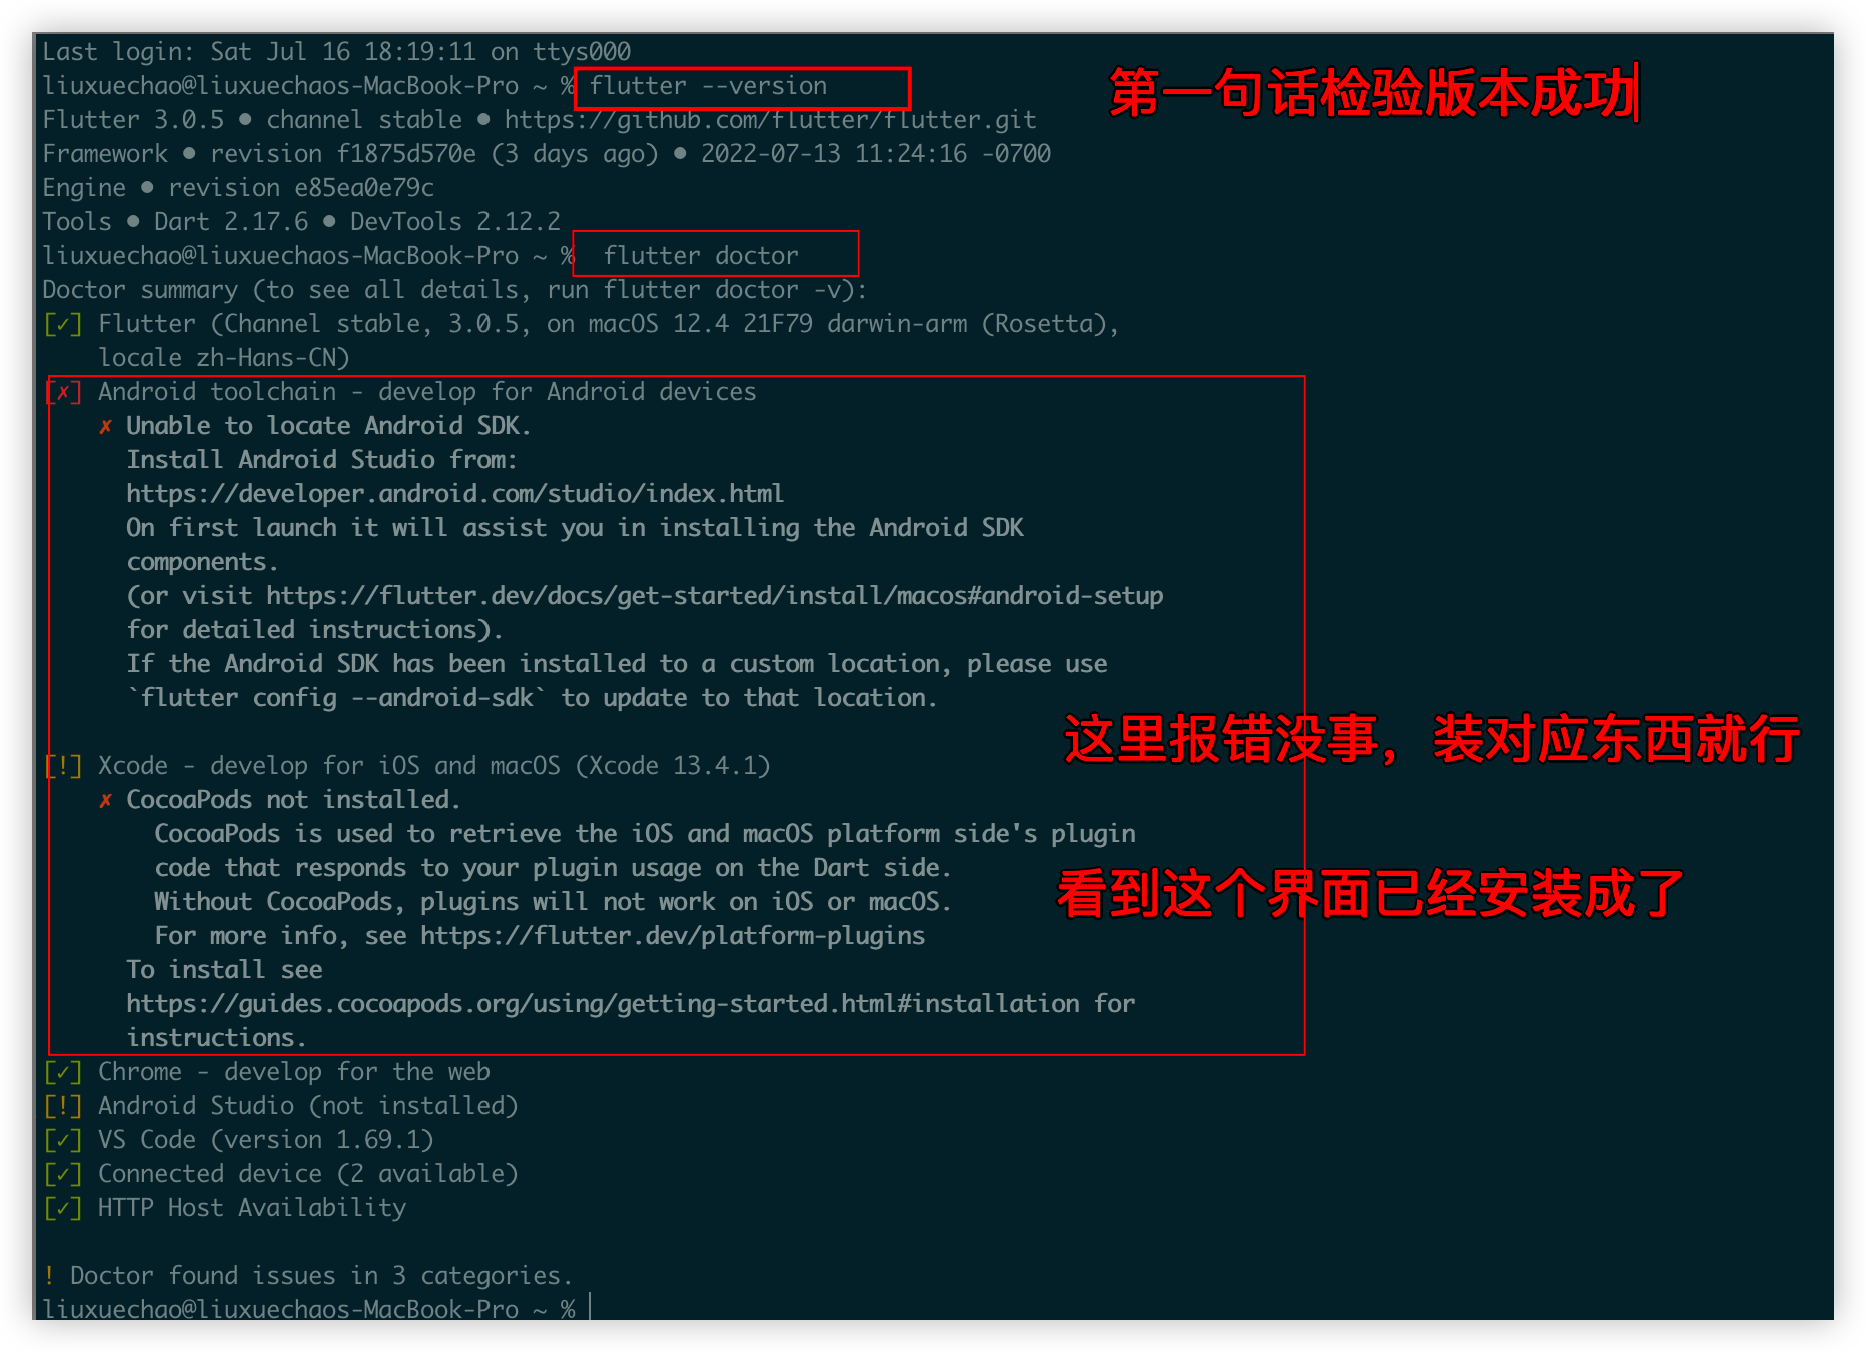 Last login: Sat Jul 16 18:19:11 on ttys000
liuxuechao@liuxuechaos-MacBook-Pro ~ % flutter --version
第一句话检验版本成功
Flutter 3.0.5 • channel stable • https://github.com/flutter/flutter.git
Framework • revision f1875d570e (3 days ago) • 2022-07-13 11:24:16 -0700
Engine • revision e85ea0e79c
Tools • Dart 2.17.6 • DevTools 2.12.2
liuxuechao@liuxuechaos-MacBook-Pro ~ %  flutter doctor
Doctor summary (to see all details, run flutter doctor -v):
[✓] Flutter (Channel stable, 3.0.5, on macOS 12.4 21F79 darwin-arm (Rosetta),
locale zh-Hans-CN)
[✗] Android toolchain - develop for Android devices
✗ Unable to locate Android SDK.
Install Android Studio from:
https://developer.android.com/studio/index.html
On first launch it will assist you in installing the Android SDK
components.
(or visit https://flutter.dev/docs/get-started/install/macos#android-setup
for detailed instructions).
If the Android SDK has been installed to a custom location, please use
`flutter config --android-sdk` to update to that location.
这里报错没事，装对应东西就行
[!] Xcode - develop for iOS and macOS (Xcode 13.4.1)
✗ CocoaPods not installed.
CocoaPods is used to retrieve the iOS and macOS platform side's plugin
code that responds to your plugin usage on the Dart side.
看到这个界面已经安装成了
Without CocoaPods, plugins will not work on iOS or macOS.
For more info, see https://flutter.dev/platform-plugins
To install see
https://guides.cocoapods.org/using/getting-started.html#installation for
instructions.
[✓] Chrome - develop for the web
[!] Android Studio (not installed)
[✓] VS Code (version 1.69.1)
[✓] Connected device (2 available)
[✓] HTTP Host Availability
! Doctor found issues in 3 categories.
liuxuechao@liuxuechaos-MacBook-Pro ~ %